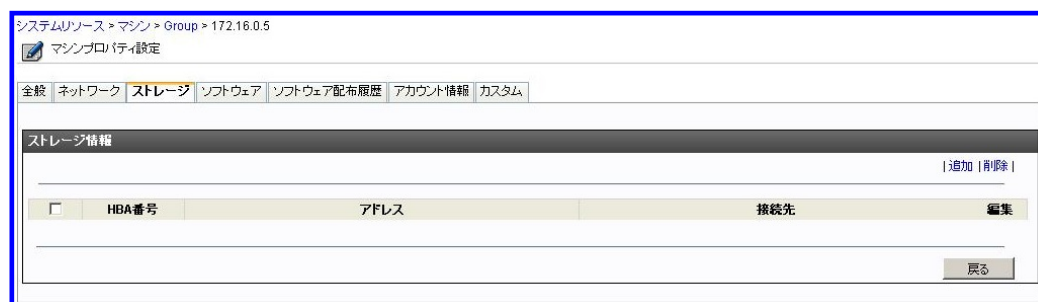 システムリソース > マシン > Group > 172.16.0.5
マシンプロパティ設定
全般 ネットワーク ストレージ ソフトウェア ソフトウェア配布履歴 アカウント情報 カスタム
ストレージ情報
| 追加 | 削除 |
HBA番号 アドレス 接続先 編集
戻る